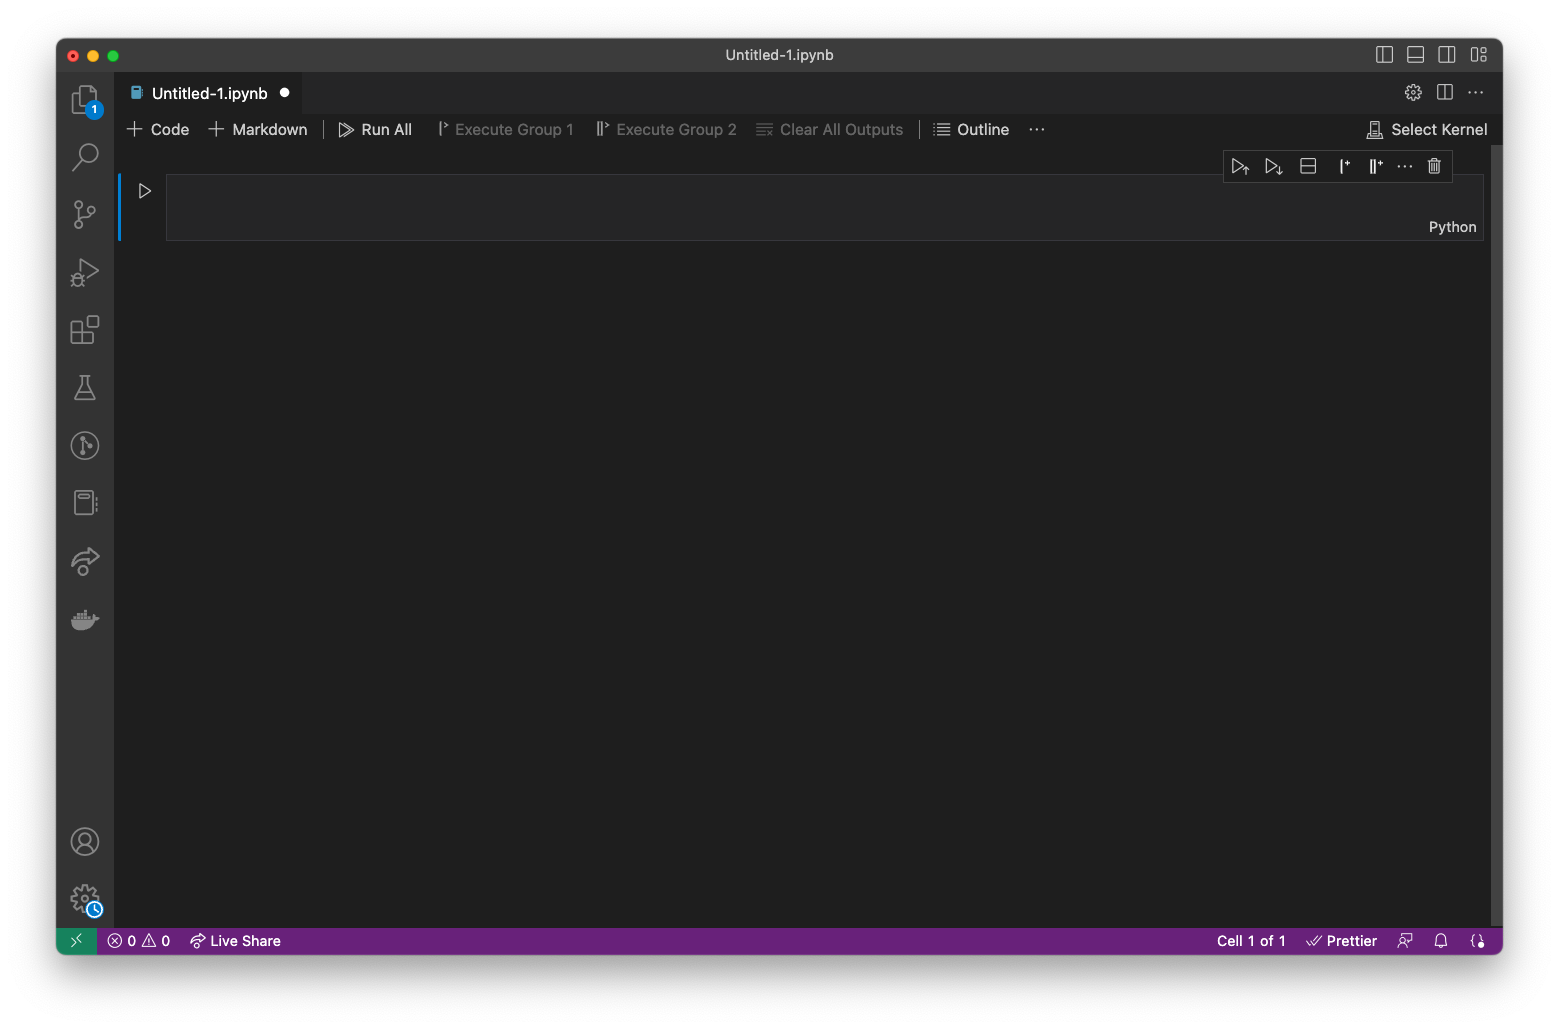 Untitled-1.ipynb
1
Untitled-1.ipynb
Code Markdown Run All Execute Group 1 Execute Group 2 Clear All Outputs Outline ... Select Kernel
Python
0 0 Live Share Cell 1 of 1 Prettier